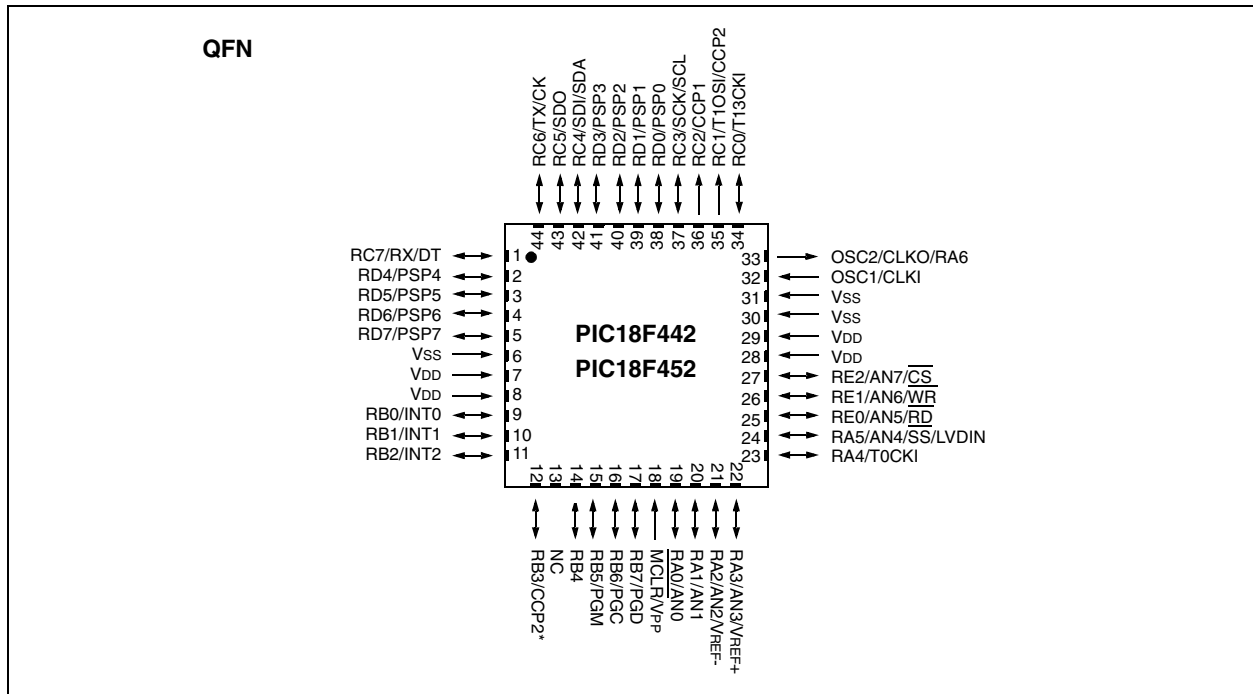 QFN
RC6/TX/CK
RC5/SDO
RC4/SDI/SDA
RD3/PSP3
RD2/PSP2
RD1/PSP1
RD0/PSP0
RC3/SCK/SCL
RC2/CCP1
RC1/T1OSI/CCP2
RC0/T13CKI
44
43
42
41
40
39
38
37
36
35
34
RC7/RX/DT 1
RD4/PSP4 2
RD5/PSP5 3
RD6/PSP6 4
RD7/PSP7 5
VSS 6
VDD 7
VDD 8
RB0/INT0 9
RB1/INT1 10
RB2/INT2 11
PIC18F442
PIC18F452
33 OSC2/CLKO/RA6
32 OSC1/CLKI
31 VSS
30 VSS
29 VDD
28 VDD
27 RE2/AN7/CS
26 RE1/AN6/WR
25 RE0/AN5/RD
24 RA5/AN4/SS/LVDIN
23 RA4/T0CKI
12
13
14
15
16
17
18
19
20
21
22
RB3/CCP2*
NC
RB4
RB5/PGM
RB6/PGC
RB7/PGD
MCLR/VPP
RA0/AN0
RA1/AN1
RA2/AN2/VREF-
RA3/AN3/VREF+